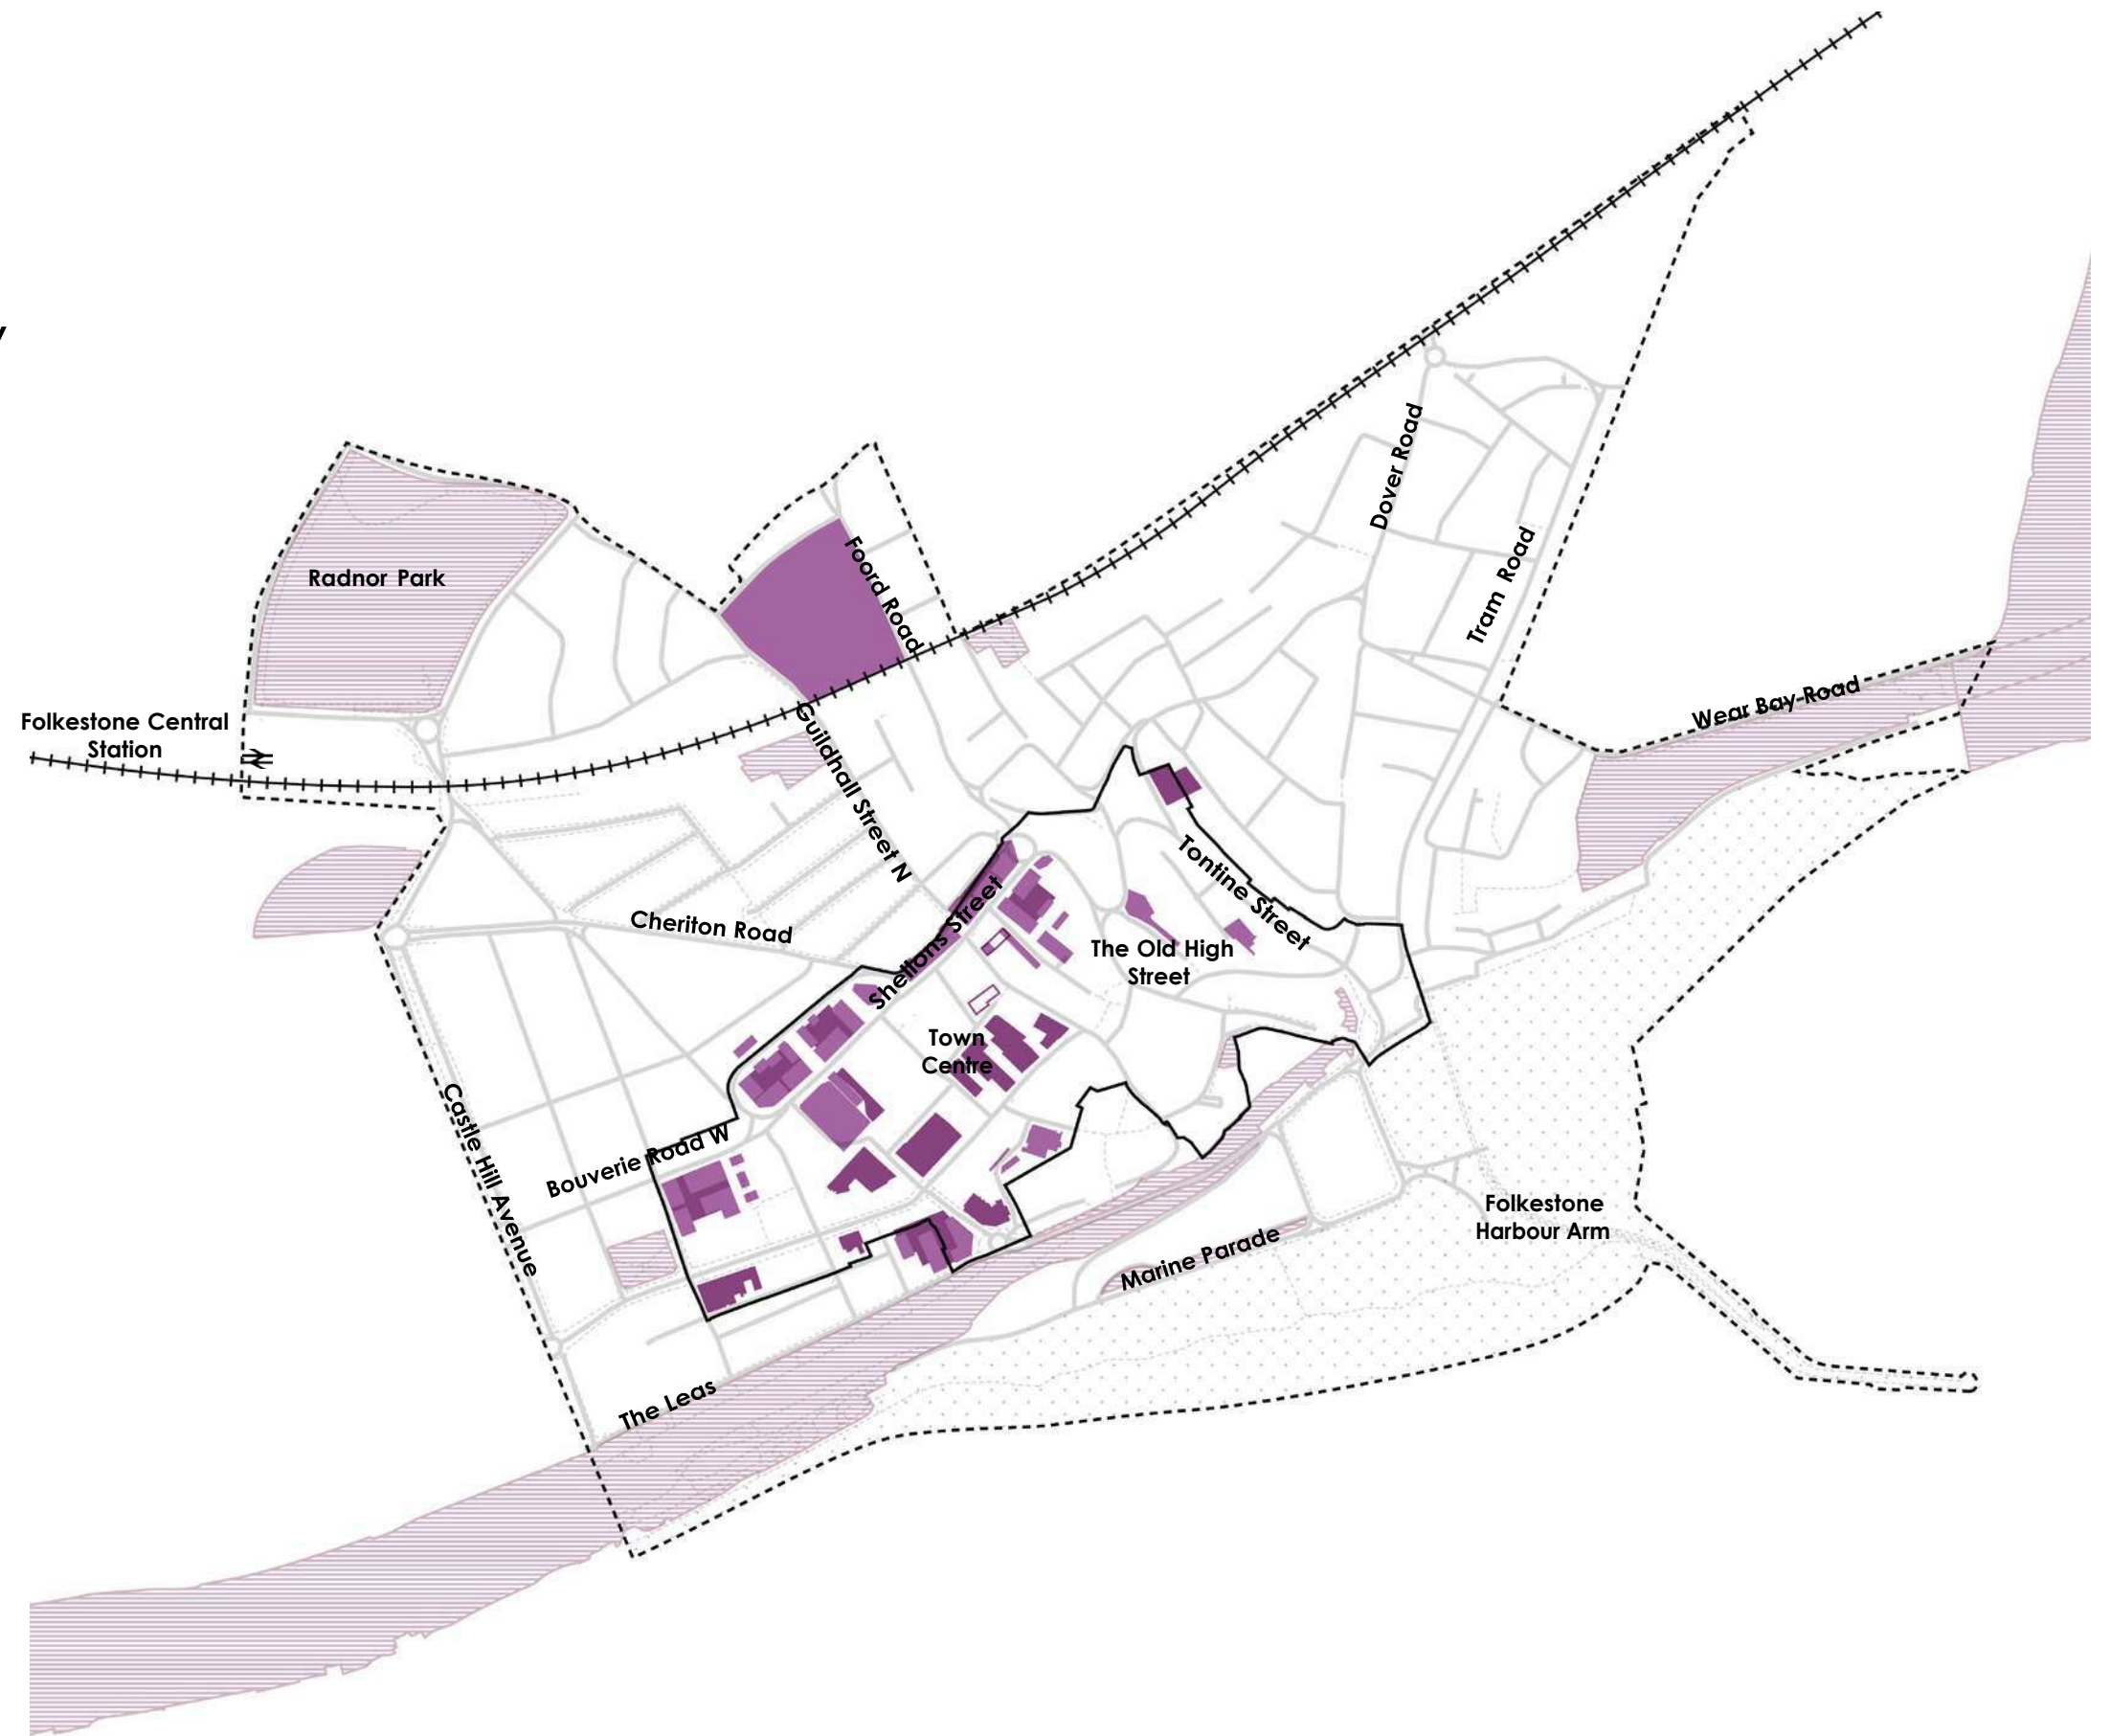 Dover Road
Foord Road
Radnor Park
Tram Road
Folkestone Central
Station
Wear Bay Road
Guildhall Street N
Cheriton Road
Shellons Street
Tontine Street
The Old High
Street
Town
Centre
Castle Hill Avenue
Bouverie Road W
Folkestone
Harbour Arm
Marine Parade
The Leas